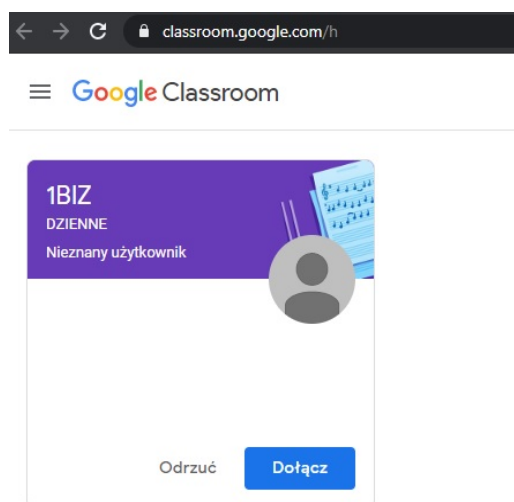 classroom.google.com/h
Google Classroom
1BIZ
DZIENNE
Nieznany użytkownik
Odrzuć
Dołącz